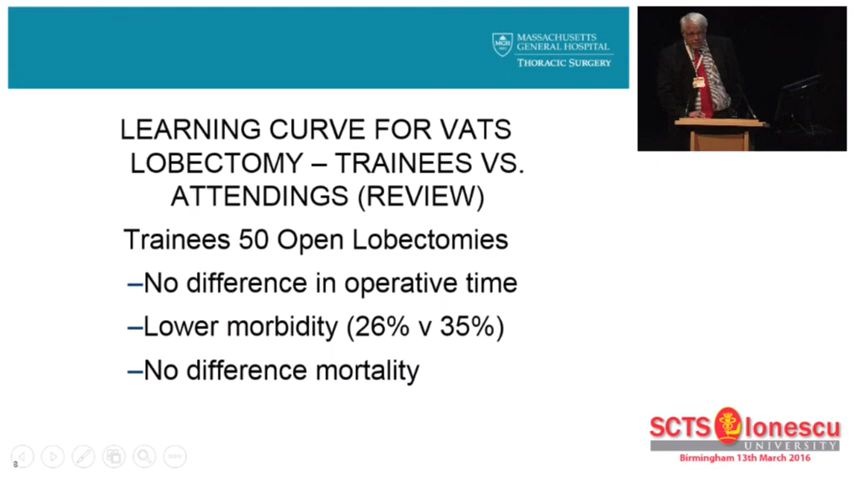 MASSACHUSETTS
GENERAL HOSPITAL
THORACIC SURGERY
LEARNING CURVE FOR VATS
LOBECTOMY – TRAINEES VS.
ATTENDINGS (REVIEW)
Trainees 50 Open Lobectomies
–No difference in operative time
–Lower morbidity (26% v 35%)
–No difference mortality
SCTS Ionescu
UNIVERSITY
Birmingham 13th March 2016
8